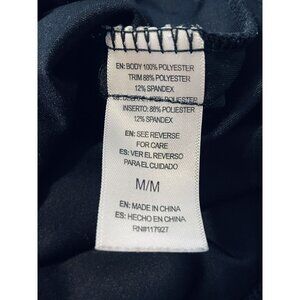 EN: BODY 100% POLYESTER
TRIM 88% POLYESTER
12% SPANDEX
POLYESTER
INSERTO: 88% POLYESTER
12% SPANDEX
EN: SEE REVERSE
FOR CARE
ES: VER EL REVERSO
PARA EL CUIDADO
M/M
EN: MADE IN CHINA
ES: HECHO EN CHINA
RN#117927